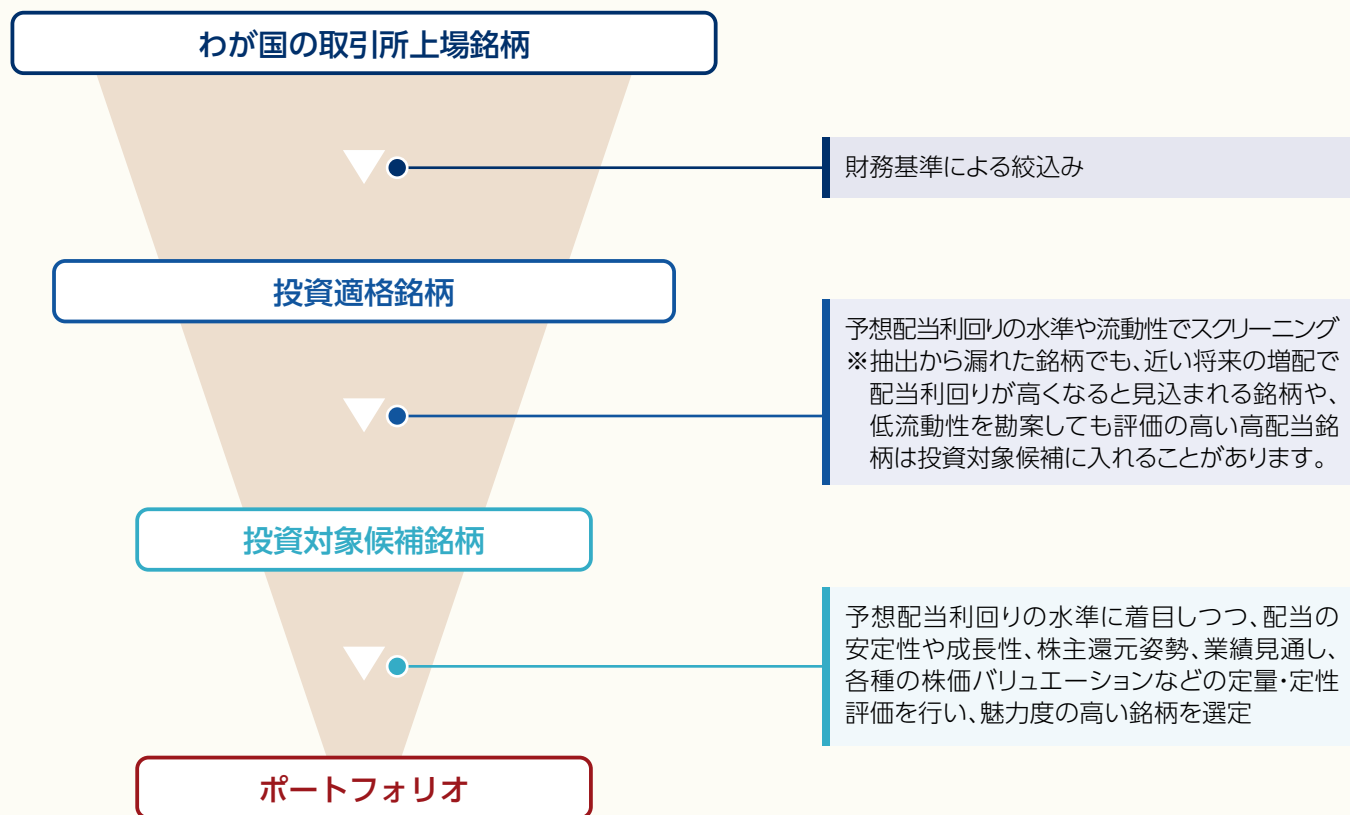 わが国の取引所上場銘柄
財務基準による絞込み
投資適格銘柄
予想配当利回りの水準や流動性でスクリーニング
※抽出から漏れた銘柄でも、近い将来の増配で
配当利回りが高くなると見込まれる銘柄や、
低流動性を勘案しても評価の高い高配当銘
柄は投資対象候補に入れることがあります。
投資対象候補銘柄
予想配当利回りの水準に着目しつつ、配当の
安定性や成長性、株主還元姿勢、業績見通し、
各種の株価バリュエーションなどの定量・定性
評価を行い、魅力度の高い銘柄を選定
ポートフォリオ